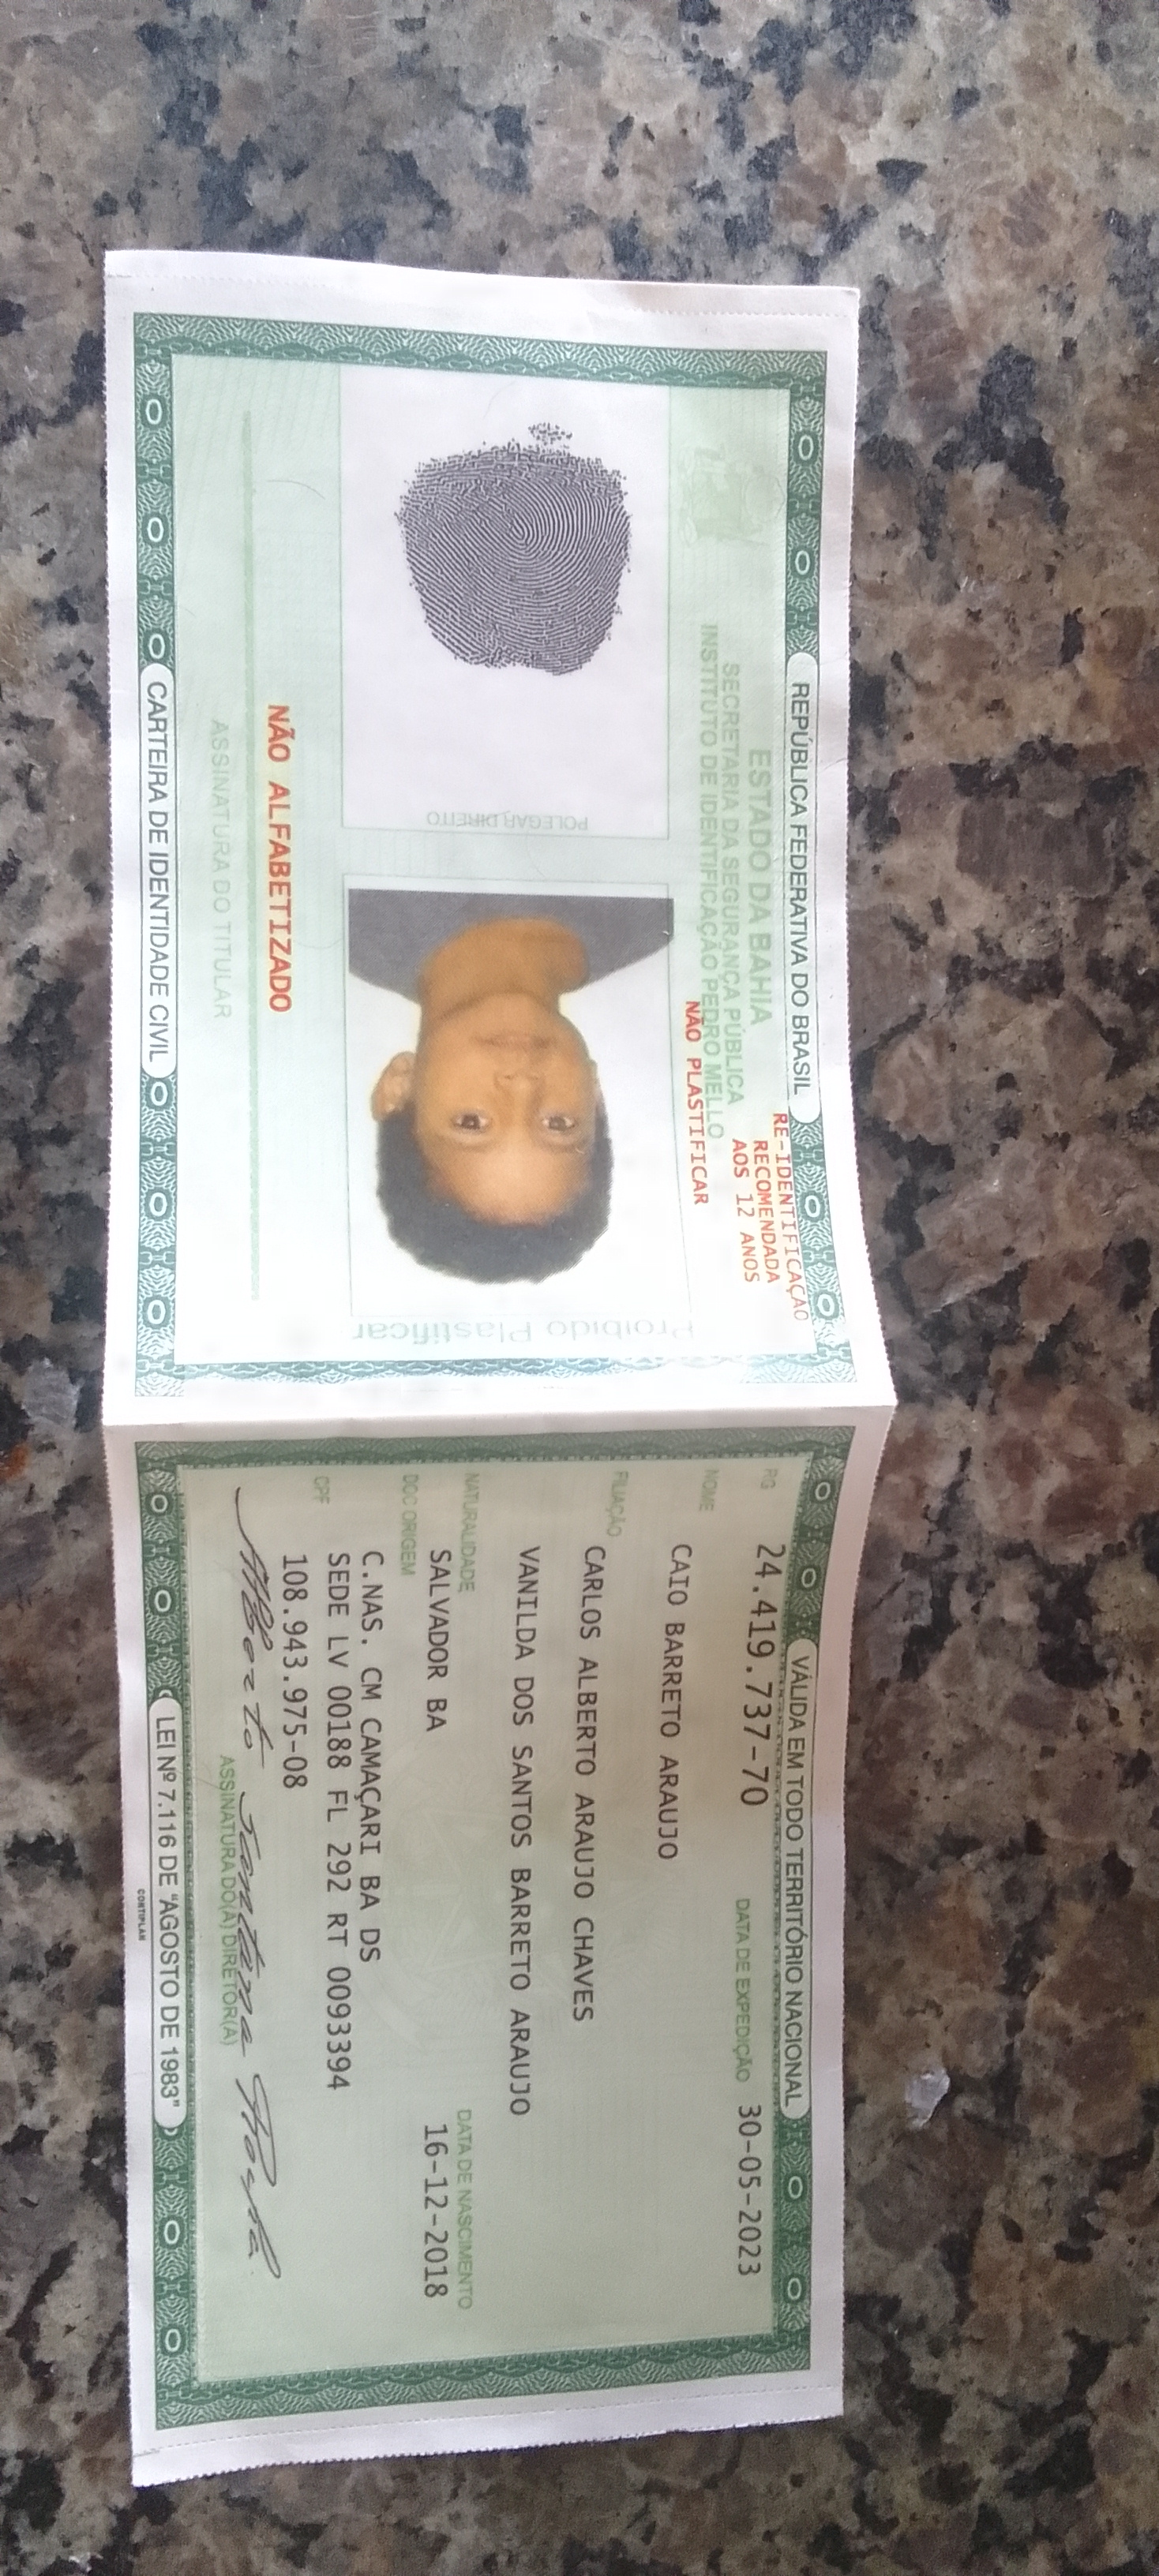 REPÚBLICA FEDERATIVA DO BRASIL
ESTADO DA BAHIA
SECRETARIA DA SEGURANÇA PÚBLICA
INSTITUTO DE IDENTIFICAÇÃO PEDRO MELLO
RE-IDENTIFICAÇÃO
RECOMENDADA
AOS 12 ANOS
NÃO PLASTIFICAR
POLEGAR DIREITO
Proibido Plastificar
NÃO ALFABETIZADO
ASSINATURA DO TITULAR
CARTEIRA DE IDENTIDADE CIVIL
VÁLIDA EM TODO TERRITÓRIO NACIONAL
RG 24.419.737-70 DATA DE EXPEDIÇÃO 30-05-2023
NOME
CAIO BARRETO ARAUJO
FILIAÇÃO
CARLOS ALBERTO ARAUJO CHAVES
VANILDA DOS SANTOS BARRETO ARAUJO
NATURALIDADE DATA DE NASCIMENTO
SALVADOR BA 16-12-2018
DOC ORIGEM
C.NAS. CM CAMAÇARI BA DS
SEDE LV 00188 FL 292 RT 0093394
CPF
108.943.975-08
ASSINATURA DO(A) DIRETOR(A)
LEI Nº 7.116 DE "AGOSTO DE 1983"
CONTIPLAN